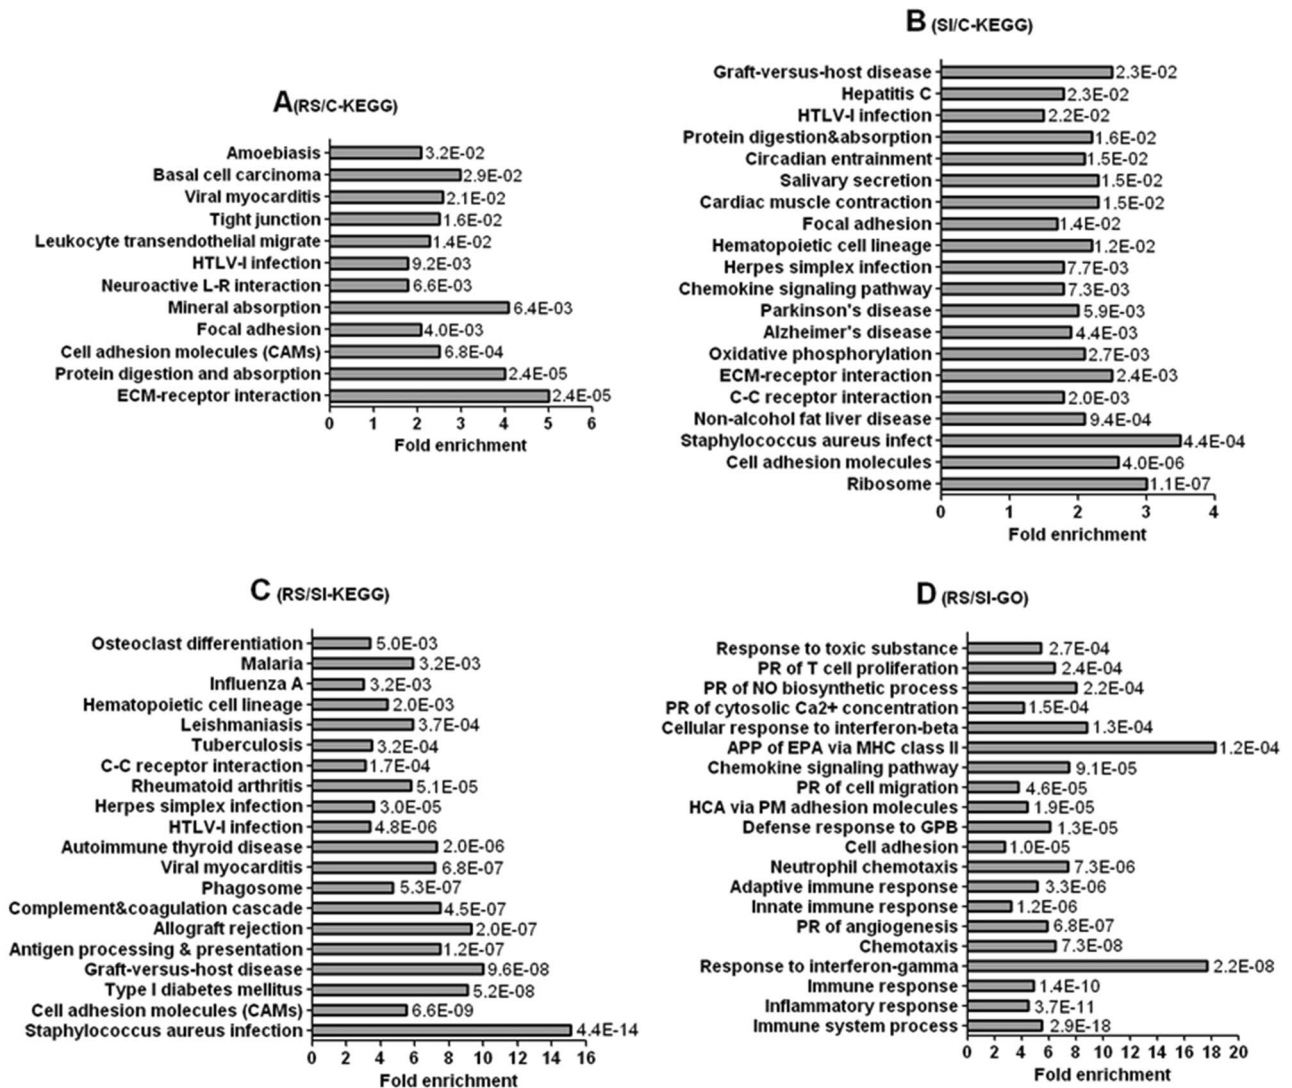 A(RS/C-KEGG)
Amoebiasis 3.2E-02
Basal cell carcinoma 2.9E-02
Viral myocarditis 2.1E-02
Tight junction 1.6E-02
Leukocyte transendothelial migrate 1.4E-02
HTLV-I infection 9.2E-03
Neuroactive L-R interaction 6.6E-03
Mineral absorption 6.4E-03
Focal adhesion 4.0E-03
Cell adhesion molecules (CAMs) 6.8E-04
Protein digestion and absorption 2.4E-05
ECM-receptor interaction 2.4E-05
0 1 2 3 4 5 6
Fold enrichment
B (SI/C-KEGG)
Graft-versus-host disease 2.3E-02
Hepatitis C 2.3E-02
HTLV-I infection 2.2E-02
Protein digestion&absorption 1.6E-02
Circadian entrainment 1.5E-02
Salivary secretion 1.5E-02
Cardiac muscle contraction 1.5E-02
Focal adhesion 1.4E-02
Hematopoietic cell lineage 1.2E-02
Herpes simplex infection 7.7E-03
Chemokine signaling pathway 7.3E-03
Parkinson's disease 5.9E-03
Alzheimer's disease 4.4E-03
Oxidative phosphorylation 2.7E-03
ECM-receptor interaction 2.4E-03
C-C receptor interaction 2.0E-03
Non-alcohol fat liver disease 9.4E-04
Staphylococcus aureus infect 4.4E-04
Cell adhesion molecules 4.0E-06
Ribosome 1.1E-07
0 1 2 3 4
Fold enrichment
C (RS/SI-KEGG)
Osteoclast differentiation 5.0E-03
Malaria 3.2E-03
Influenza A 3.2E-03
Hematopoietic cell lineage 2.0E-03
Leishmaniasis 3.7E-04
Tuberculosis 3.2E-04
C-C receptor interaction 1.7E-04
Rheumatoid arthritis 5.1E-05
Herpes simplex infection 3.0E-05
HTLV-I infection 4.8E-06
Autoimmune thyroid disease 2.0E-06
Viral myocarditis 6.8E-07
Phagosome 5.3E-07
Complement&coagulation cascade 4.5E-07
Allograft rejection 2.0E-07
Antigen processing & presentation 1.2E-07
Graft-versus-host disease 9.6E-08
Type I diabetes mellitus 5.2E-08
Cell adhesion molecules (CAMs) 6.6E-09
Staphylococcus aureus infection 4.4E-14
0 2 4 6 8 10 12 14 16
Fold enrichment
D (RS/SI-GO)
Response to toxic substance 2.7E-04
PR of T cell proliferation 2.4E-04
PR of NO biosynthetic process 2.2E-04
PR of cytosolic Ca2+ concentration 1.5E-04
Cellular response to interferon-beta 1.3E-04
APP of EPA via MHC class II 1.2E-04
Chemokine signaling pathway 9.1E-05
PR of cell migration 4.6E-05
HCA via PM adhesion molecules 1.9E-05
Defense response to GPB 1.3E-05
Cell adhesion 1.0E-05
Neutrophil chemotaxis 7.3E-06
Adaptive immune response 3.3E-06
Innate immune response 1.2E-06
PR of angiogenesis 6.8E-07
Chemotaxis 7.3E-08
Response to interferon-gamma 2.2E-08
Immune response 1.4E-10
Inflammatory response 3.7E-11
Immune system process 2.9E-18
0 2 4 6 8 10 12 14 16 18 20
Fold enrichment